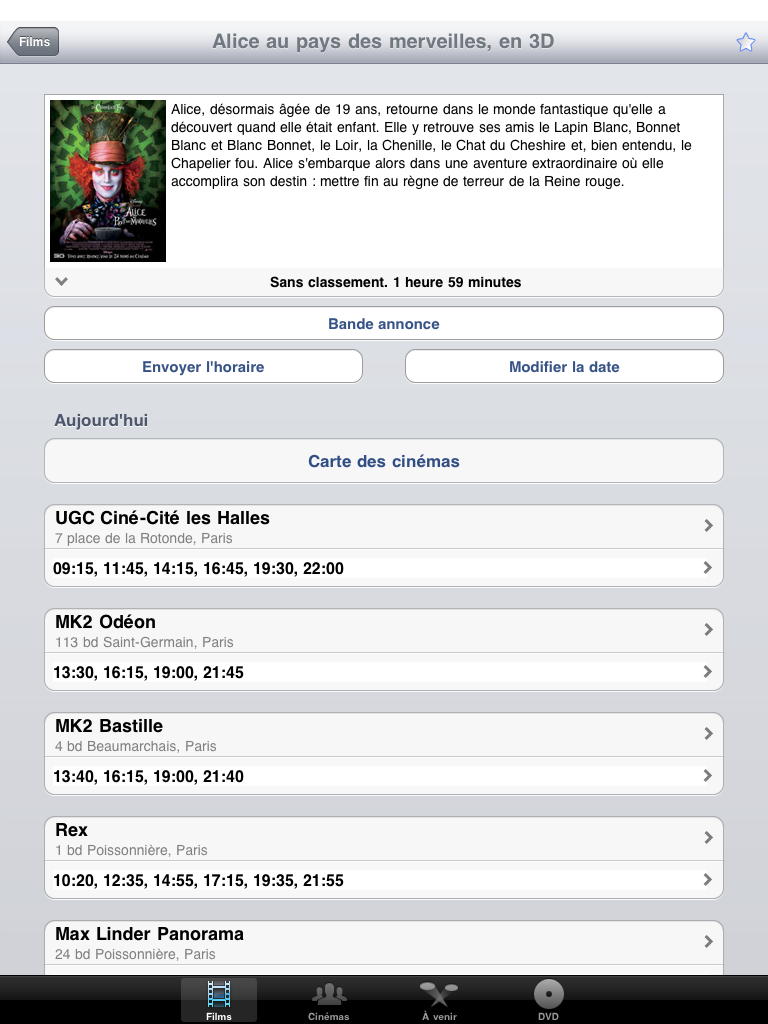 Films
Alice au pays des merveilles, en 3D
Alice, désormais âgée de 19 ans, retourne dans le monde fantastique qu'elle a
découvert quand elle était enfant. Elle y retrouve ses amis le Lapin Blanc, Bonnet
Blanc et Blanc Bonnet, le Loir, la Chenille, le Chat du Cheshire et, bien entendu, le
Chapelier fou. Alice s'embarque alors dans une aventure extraordinaire où elle
accomplira son destin : mettre fin au règne de terreur de la Reine rouge.
Disney
ALICE
AU
PAYS DES MERVEILLES
Sans classement. 1 heure 59 minutes
Bande annonce
Envoyer l'horaire
Modifier la date
Aujourd'hui
Carte des cinémas
UGC Ciné-Cité les Halles
7 place de la Rotonde, Paris
09:15, 11:45, 14:15, 16:45, 19:30, 22:00
MK2 Odéon
113 bd Saint-Germain, Paris
13:30, 16:15, 19:00, 21:45
MK2 Bastille
4 bd Beaumarchais, Paris
13:40, 16:15, 19:00, 21:40
Rex
1 bd Poissonnière, Paris
10:20, 12:35, 14:55, 17:15, 19:35, 21:55
Max Linder Panorama
24 bd Poissonnière, Paris
Films
Cinémas
À venir
DVD